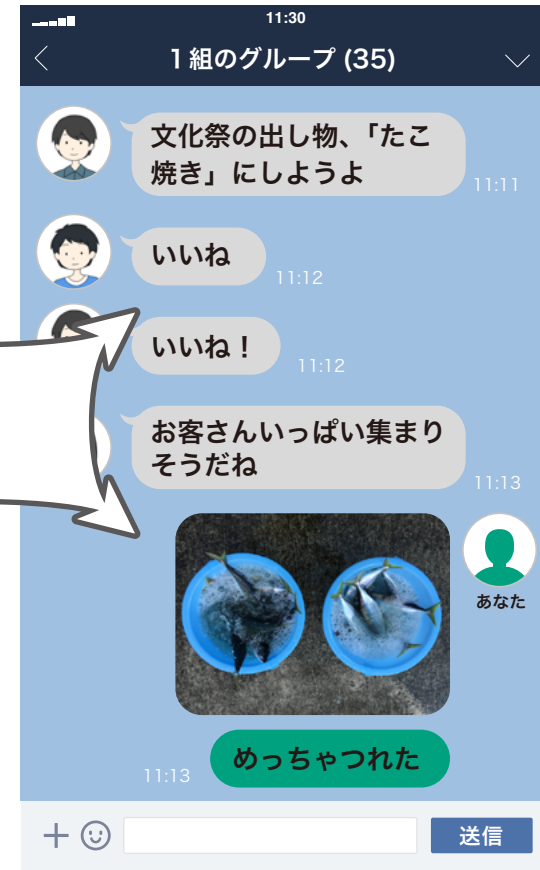 11:30
1組のグループ (35)
文化祭の出し物、「たこ
焼き」にしようよ
11:11
いいね
11:12
いいね！
11:12
お客さんいっぱい集まり
そうだね
11:13
あなた
めっちゃつれた
11:13
送信